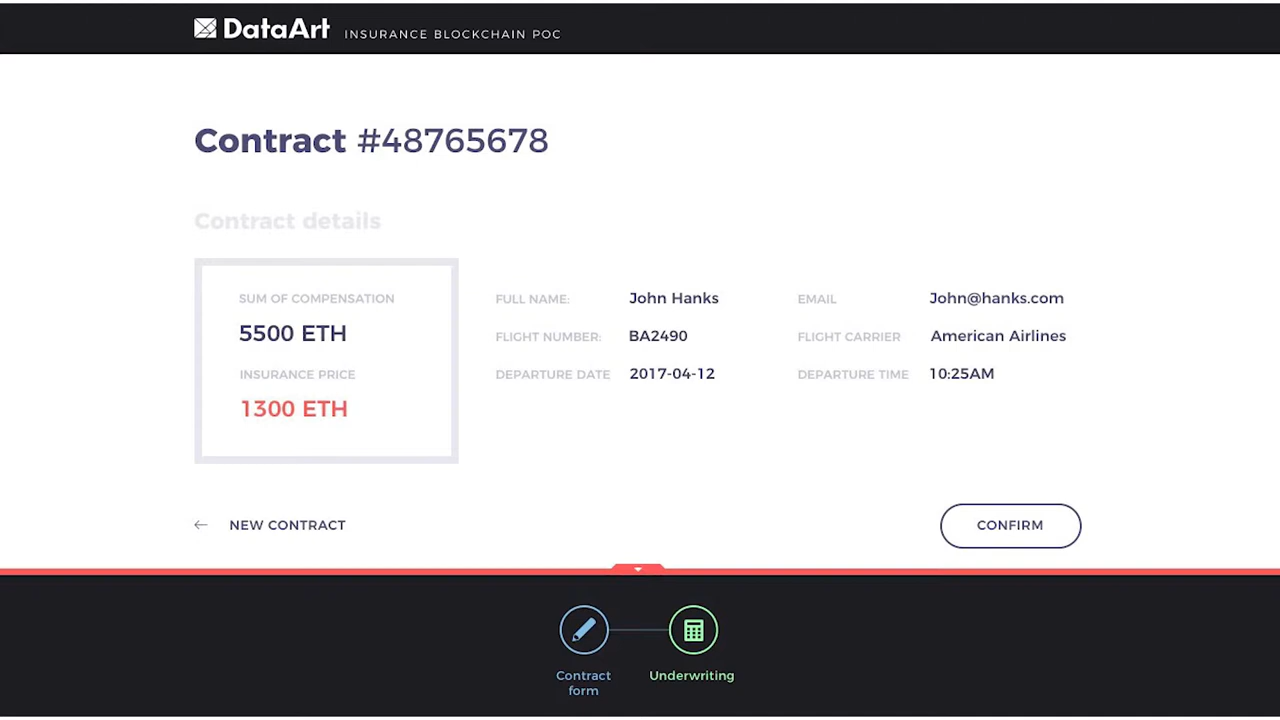 DataArt INSURANCE BLOCKCHAIN POC
Contract #48765678
Contract details
SUM OF COMPENSATION
5500 ETH
INSURANCE PRICE
1300 ETH
FULL NAME: John Hanks
FLIGHT NUMBER: BA2490
DEPARTURE DATE 2017-04-12
EMAIL John@hanks.com
FLIGHT CARRIER American Airlines
DEPARTURE TIME 10:25AM
← NEW CONTRACT
CONFIRM
Contract
form
Underwriting